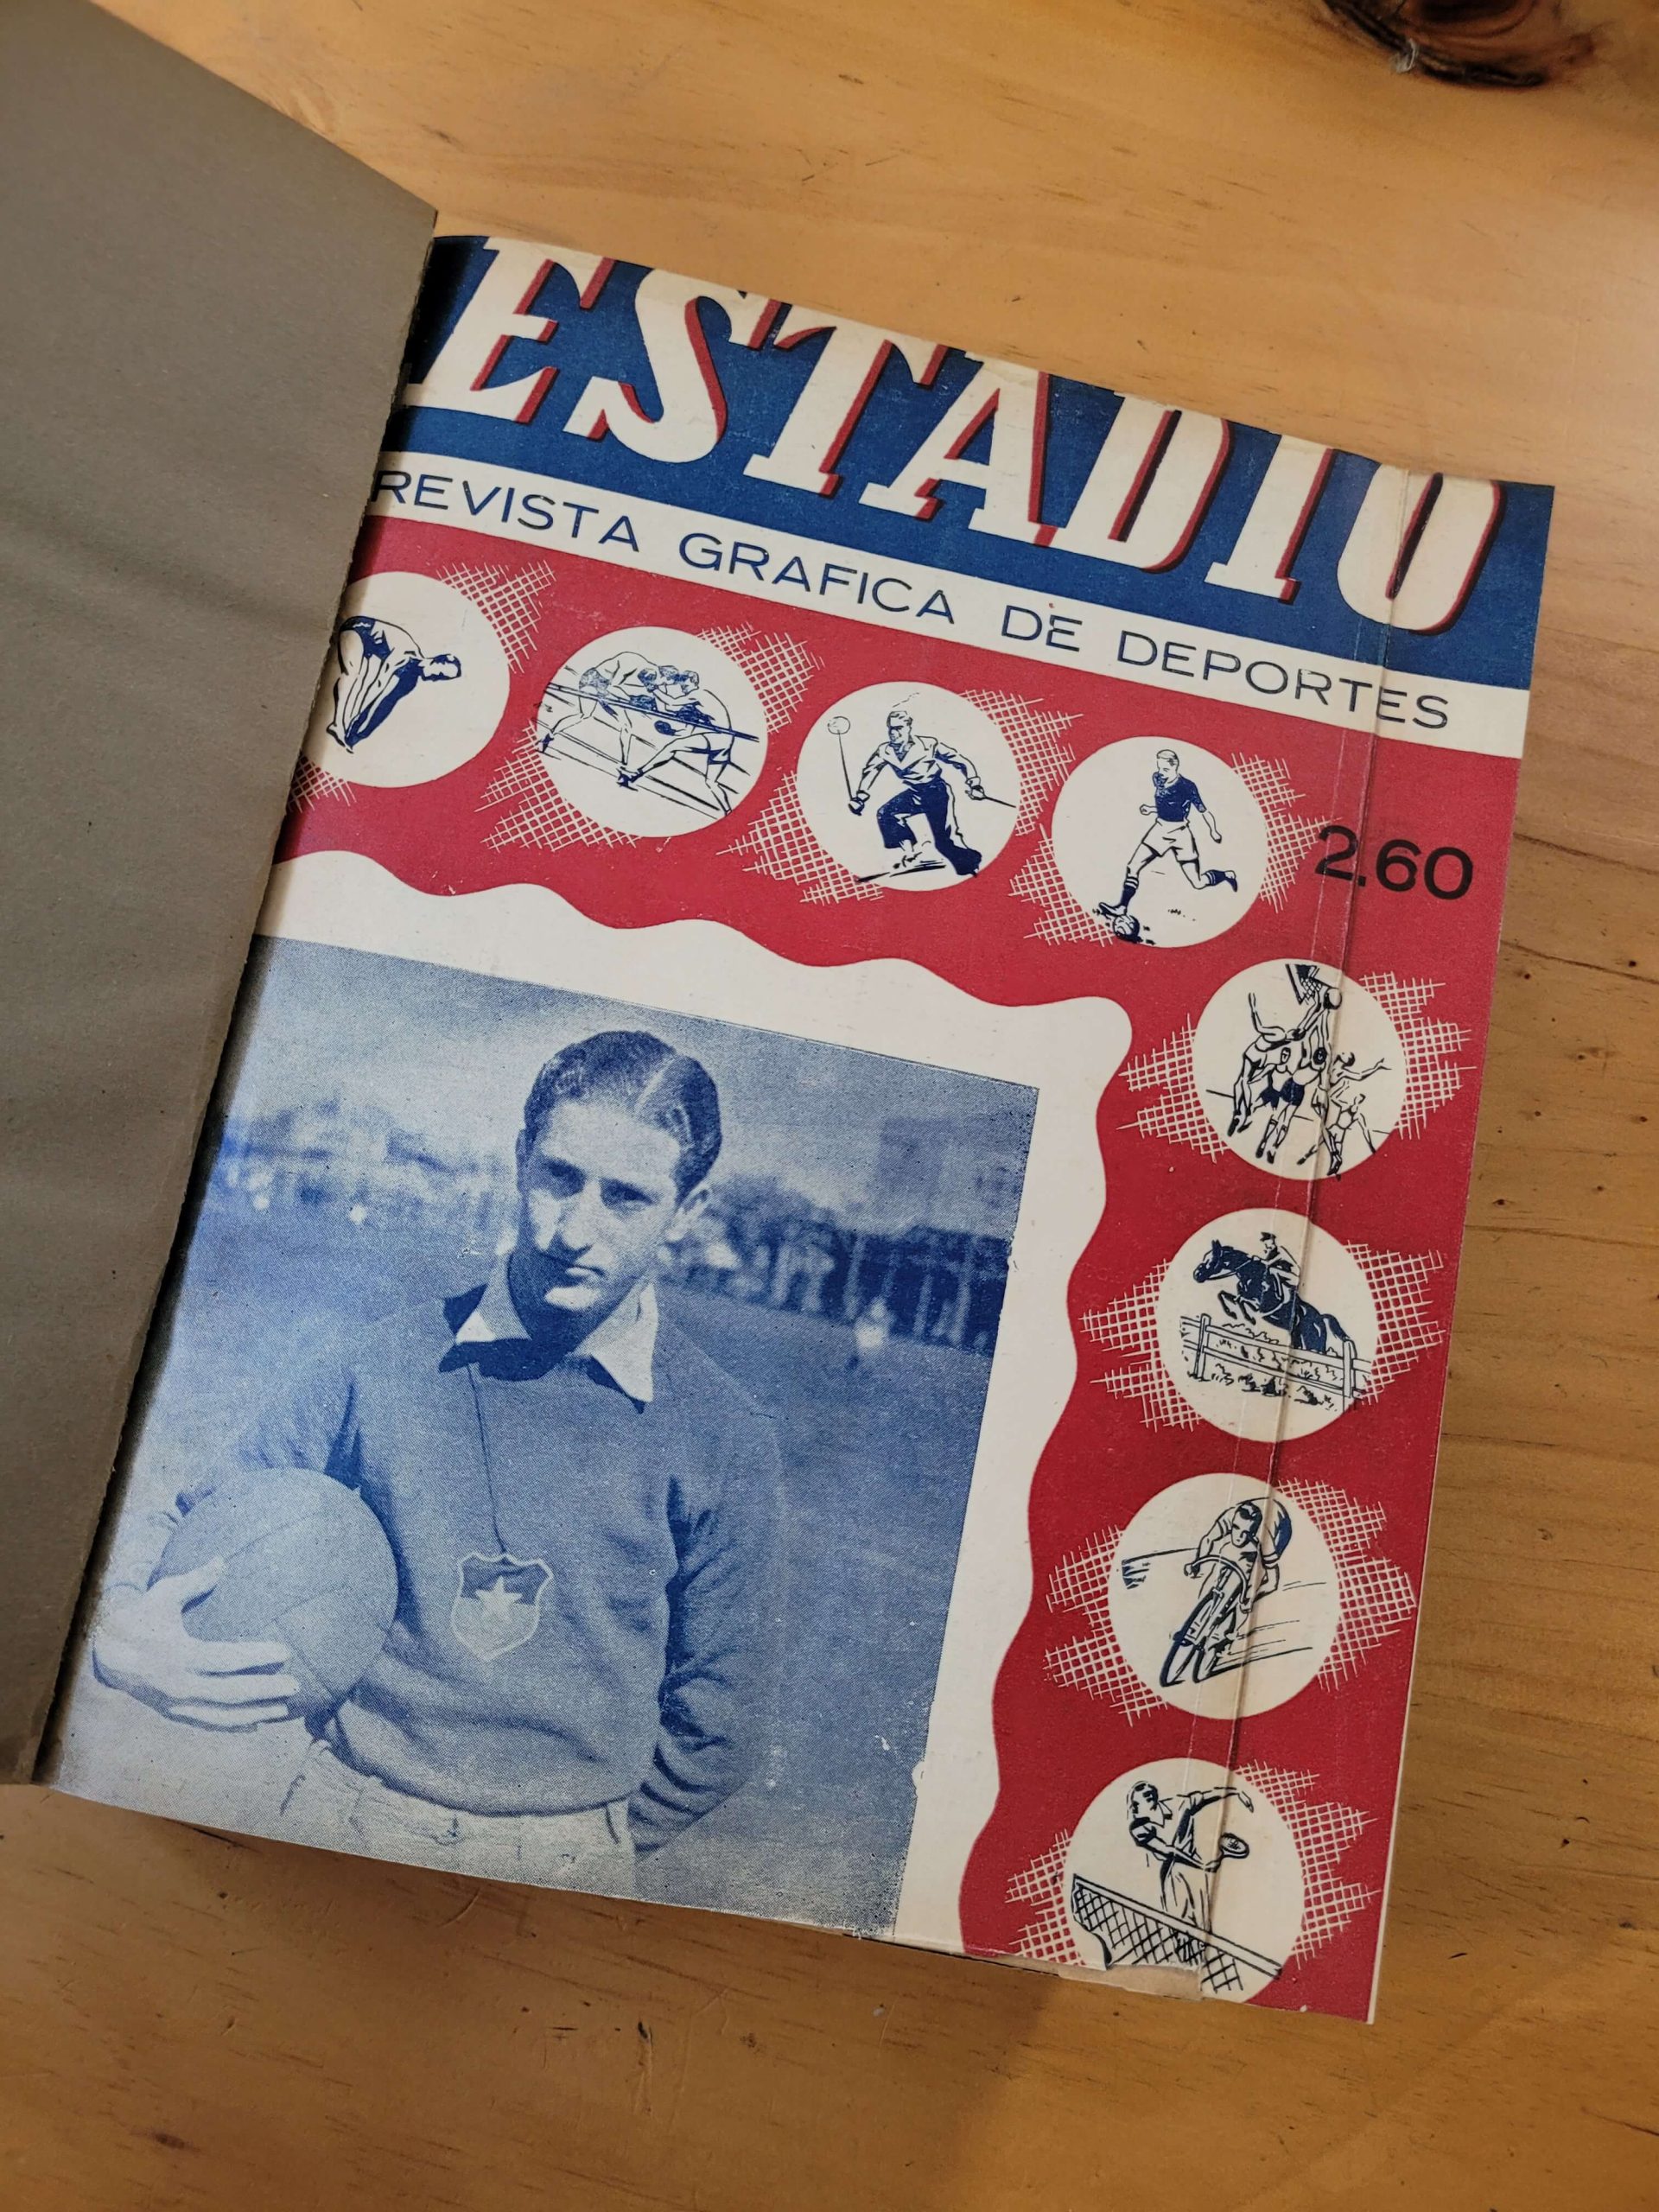 ESTADIO
REVISTA GRAFICA DE DEPORTES
2.60